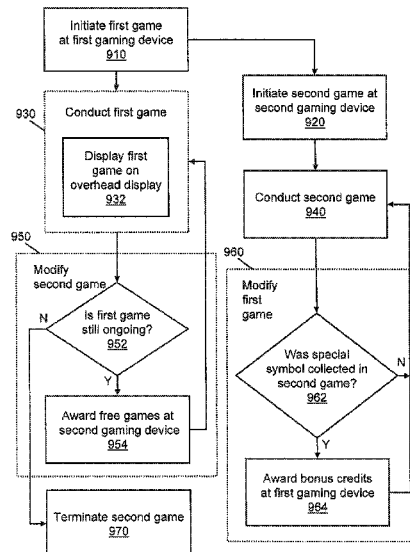 Initiate first game
at first gaming device
910
930
Conduct first game
Display first
game on
overhead display
932
Initiate second game at
second gaming device
920
Conduct second game
940
950
Modify
second game
Is first game
still ongoing?
952
N
Y
Award free games at
second gaming device
954
Terminate second game
970
960
Modify
first
game
Was special
symbol collected in
second game?
962
N
Y
Award bonus credits
at first gaming device
964